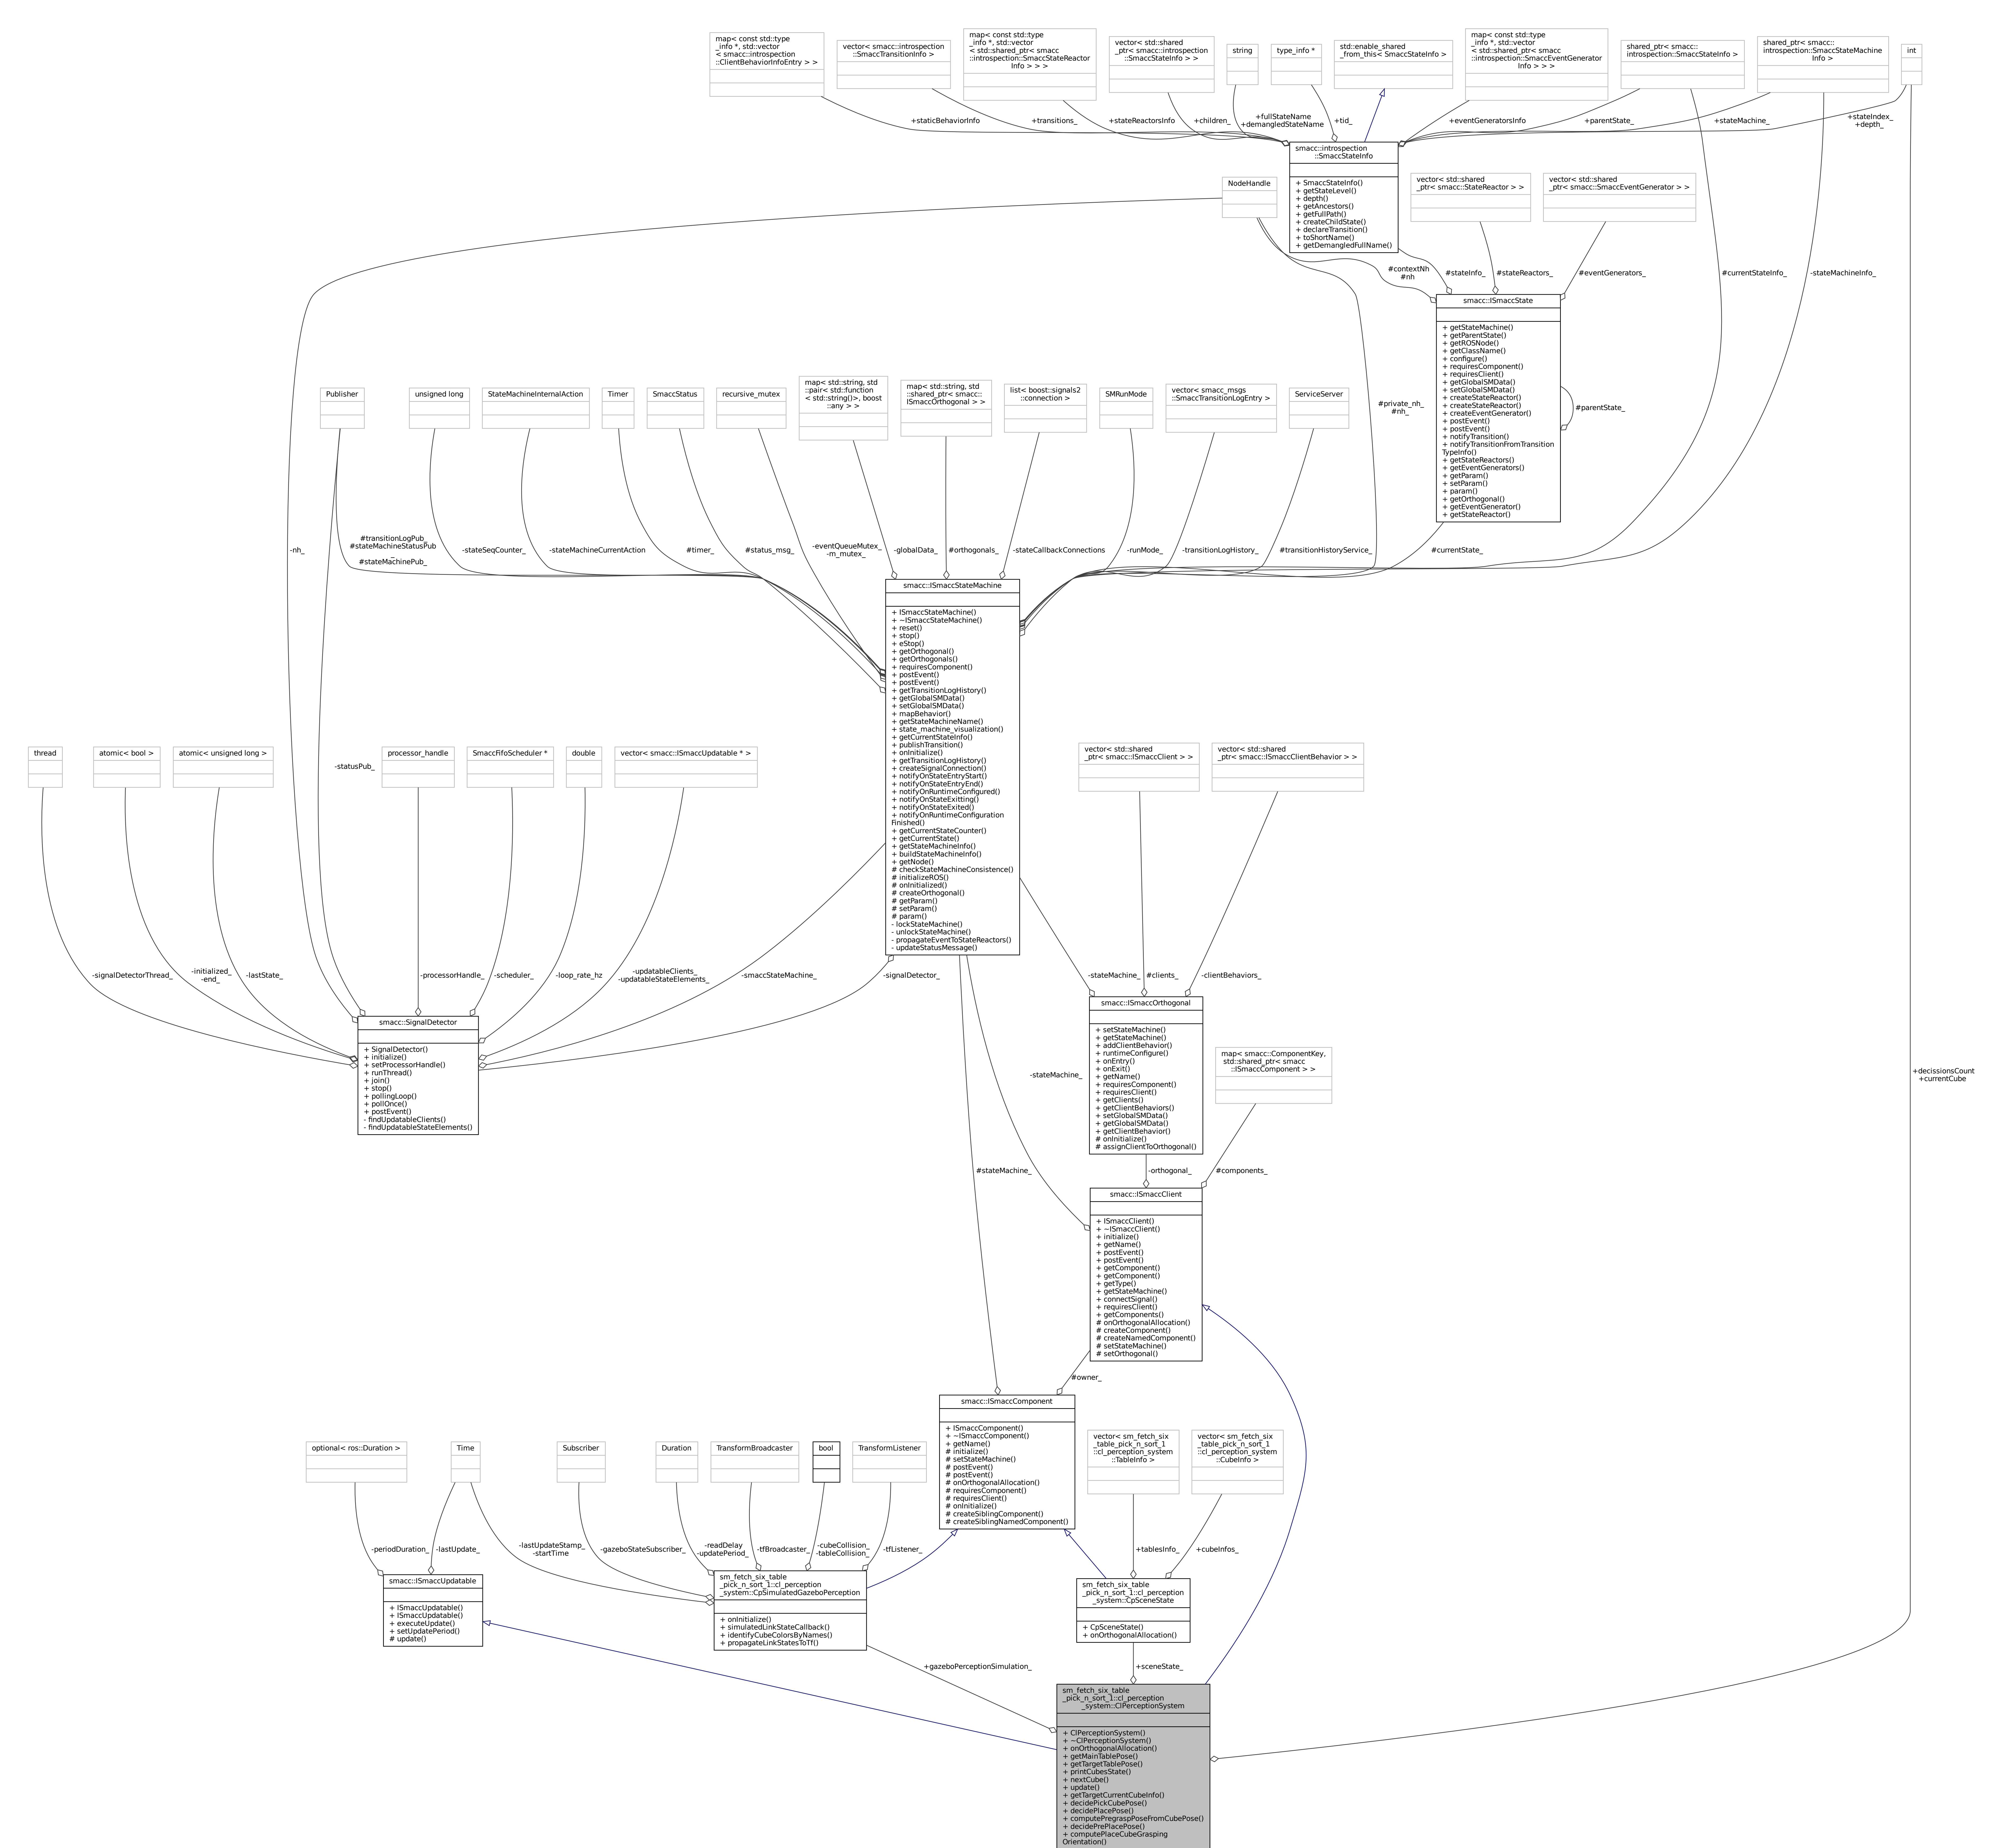 map< const std::type
_info *, std::vector
< smacc::introspection
::ClientBehaviorInfoEntry > >
vector< smacc::introspection
::SmaccTransitionInfo >
map< const std::type
_info *, std::vector
< std::shared_ptr< smacc
::introspection::SmaccStateReactor
Info > > >
vector< std::shared
_ptr< smacc::introspection
::SmaccStateInfo > >
string
type_info *
std::enable_shared
_from_this< SmaccStateInfo >
map< const std::type
_info *, std::vector
< std::shared_ptr< smacc
::introspection::SmaccEventGenerator
Info > > >
shared_ptr< smacc::
introspection::SmaccStateInfo >
shared_ptr< smacc::
introspection::SmaccStateMachine
Info >
int
+staticBehaviorInfo
+transitions_
+stateReactorsInfo
+children_
+fullStateName
+demangledStateName
+tid_
+eventGeneratorsInfo
+parentState_
+stateMachine_
+stateIndex_
+depth_
smacc::introspection
::SmaccStateInfo
+ SmaccStateInfo()
+ getStateLevel()
+ depth()
+ getAncestors()
+ getFullPath()
+ createChildState()
+ declareTransition()
+ toShortName()
+ getDemangledFullName()
NodeHandle
vector< std::shared
_ptr< smacc::StateReactor > >
vector< std::shared
_ptr< smacc::SmaccEventGenerator > >
#contextNh
#nh
#stateInfo_
#stateReactors_
#eventGenerators_
#currentStateInfo_
-stateMachineInfo_
smacc::ISmaccState
+ getStateMachine()
+ getParentState()
+ getROSNode()
+ getClassName()
+ configure()
+ requiresComponent()
+ requiresClient()
+ getGlobalSMData()
+ setGlobalSMData()
+ createStateReactor()
+ createStateReactor()
+ createEventGenerator()
+ postEvent()
+ postEvent()
+ notifyTransition()
+ notifyTransitionFromTransition
TypeInfo()
+ getStateReactors()
+ getEventGenerators()
+ getParam()
+ setParam()
+ param()
+ getOrthogonal()
+ getEventGenerator()
+ getStateReactor()
#parentState_
Publisher
unsigned long
StateMachineInternalAction
Timer
SmaccStatus
recursive_mutex
map< std::string, std
::pair< std::function
< std::string()>, boost
::any > >
map< std::string, std
::shared_ptr< smacc::
ISmaccOrthogonal > >
list< boost::signals2
::connection >
SMRunMode
vector< smacc_msgs
::SmaccTransitionLogEntry >
ServiceServer
#private_nh_
#nh_
-nh_
#transitionLogPub_
#stateMachineStatusPub
_
#stateMachinePub_
-stateSeqCounter_
-stateMachineCurrentAction
#timer_
#status_msg_
-eventQueueMutex_
-m_mutex_
-globalData_
#orthogonals_
-stateCallbackConnections
-runMode_
-transitionLogHistory_
#transitionHistoryService_
#currentState_
smacc::ISmaccStateMachine
+ ISmaccStateMachine()
+ ~ISmaccStateMachine()
+ reset()
+ stop()
+ eStop()
+ getOrthogonal()
+ getOrthogonals()
+ requiresComponent()
+ postEvent()
+ postEvent()
+ getTransitionLogHistory()
+ getGlobalSMData()
+ setGlobalSMData()
+ mapBehavior()
+ getStateMachineName()
+ state_machine_visualization()
+ getCurrentStateInfo()
+ publishTransition()
+ onInitialize()
+ getTransitionLogHistory()
+ createSignalConnection()
+ notifyOnStateEntryStart()
+ notifyOnStateEntryEnd()
+ notifyOnRuntimeConfigured()
+ notifyOnStateExitting()
+ notifyOnStateExited()
+ notifyOnRuntimeConfiguration
Finished()
+ getCurrentStateCounter()
+ getCurrentState()
+ getStateMachineInfo()
+ buildStateMachineInfo()
+ getNode()
# checkStateMachineConsistence()
# initializeROS()
# onInitialized()
# createOrthogonal()
# getParam()
# setParam()
# param()
- lockStateMachine()
- unlockStateMachine()
- propagateEventToStateReactors()
- updateStatusMessage()
thread
atomic< bool >
atomic< unsigned long >
-statusPub_
processor_handle
SmaccFifoScheduler *
double
vector< smacc::ISmaccUpdatable * >
vector< std::shared
_ptr< smacc::ISmaccClient > >
vector< std::shared
_ptr< smacc::ISmaccClientBehavior > >
-signalDetectorThread_
-initialized_
-end_
-lastState_
-processorHandle_
-scheduler_
-loop_rate_hz
-updatableClients_
-updatableStateElements_
-smaccStateMachine_
-signalDetector_
-stateMachine_
#clients_
-clientBehaviors_
smacc::SignalDetector
+ SignalDetector()
+ initialize()
+ setProcessorHandle()
+ runThread()
+ join()
+ stop()
+ pollingLoop()
+ pollOnce()
+ postEvent()
- findUpdatableClients()
- findUpdatableStateElements()
smacc::ISmaccOrthogonal
+ setStateMachine()
+ getStateMachine()
+ addClientBehavior()
+ runtimeConfigure()
+ onEntry()
+ onExit()
+ getName()
+ requiresComponent()
+ requiresClient()
+ getClients()
+ getClientBehaviors()
+ setGlobalSMData()
+ getGlobalSMData()
+ getClientBehavior()
# onInitialize()
# assignClientToOrthogonal()
map< smacc::ComponentKey,
std::shared_ptr< smacc
::ISmaccComponent > >
-stateMachine_
+decissionsCount
+currentCube
#stateMachine_
-orthogonal_
#components_
smacc::ISmaccClient
+ ISmaccClient()
+ ~ISmaccClient()
+ initialize()
+ getName()
+ postEvent()
+ postEvent()
+ getComponent()
+ getComponent()
+ getType()
+ getStateMachine()
+ connectSignal()
+ requiresClient()
+ getComponents()
# onOrthogonalAllocation()
# createComponent()
# createNamedComponent()
# setStateMachine()
# setOrthogonal()
#owner_
smacc::ISmaccComponent
+ ISmaccComponent()
+ ~ISmaccComponent()
+ getName()
# initialize()
# setStateMachine()
# postEvent()
# postEvent()
# onOrthogonalAllocation()
# requiresComponent()
# requiresClient()
# onInitialize()
# createSiblingComponent()
# createSiblingNamedComponent()
optional< ros::Duration >
Time
Subscriber
Duration
TransformBroadcaster
bool
TransformListener
vector< sm_fetch_six
_table_pick_n_sort_1
::cl_perception_system
::TableInfo >
vector< sm_fetch_six
_table_pick_n_sort_1
::cl_perception_system
::CubeInfo >
-periodDuration_
-lastUpdate_
-lastUpdateStamp_
-startTime
-gazeboStateSubscriber_
-readDelay
-updatePeriod_
-tfBroadcaster_
-cubeCollision_
-tableCollision_
-tfListener_
+tablesInfo_
+cubeInfos_
smacc::ISmaccUpdatable
+ ISmaccUpdatable()
+ ISmaccUpdatable()
+ executeUpdate()
+ setUpdatePeriod()
# update()
sm_fetch_six_table
_pick_n_sort_1::cl_perception
_system::CpSimulatedGazeboPerception
+ onInitialize()
+ simulatedLinkStateCallback()
+ identifyCubeColorsByNames()
+ propagateLinkStatesToTf()
sm_fetch_six_table
_pick_n_sort_1::cl_perception
_system::CpSceneState
+ CpSceneState()
+ onOrthogonalAllocation()
+gazeboPerceptionSimulation_
+sceneState_
sm_fetch_six_table
_pick_n_sort_1::cl_perception
_system::ClPerceptionSystem
+ ClPerceptionSystem()
+ ~ClPerceptionSystem()
+ onOrthogonalAllocation()
+ getMainTablePose()
+ getTargetTablePose()
+ printCubesState()
+ nextCube()
+ update()
+ getTargetCurrentCubeInfo()
+ decidePickCubePose()
+ decidePlacePose()
+ computePregraspPoseFromCubePose()
+ decidePrePlacePose()
+ computePlaceCubeGrasping
Orientation()